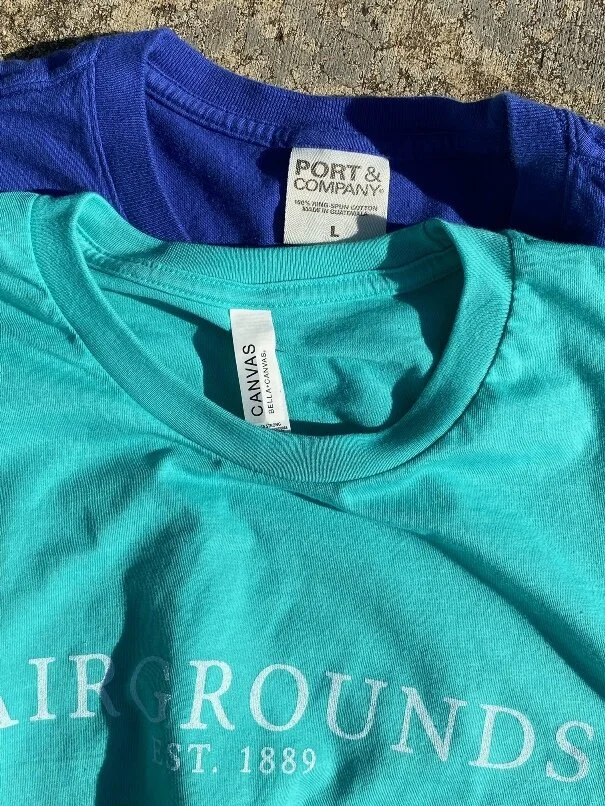 PORT &
COMPANY®
100% RING-SPUN COTTON
MADE IN GUATEMALA
L
CANVAS
BELLA+CANVAS®
AIRGROUNDS
EST. 1889